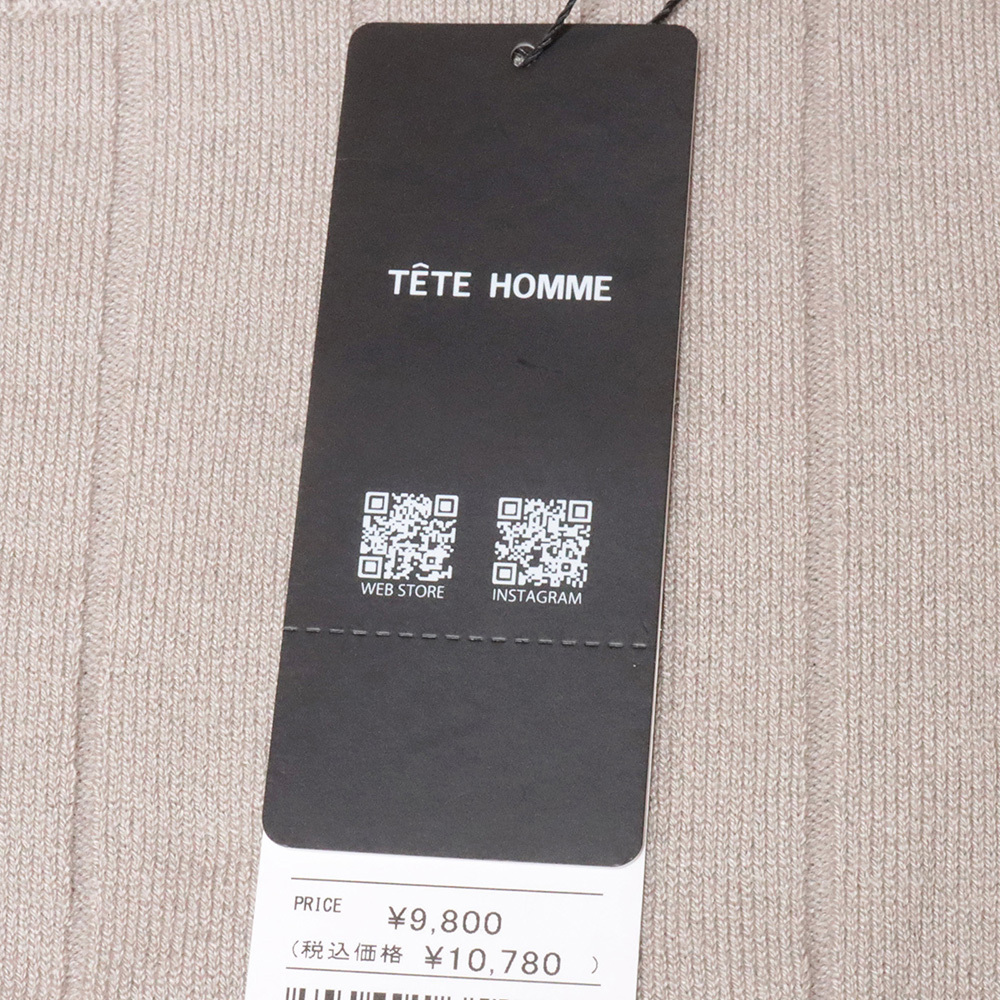 TÊTE HOMME
WEB STORE INSTAGRAM
PRICE ¥9,800
(税込価格 ¥10,780 )